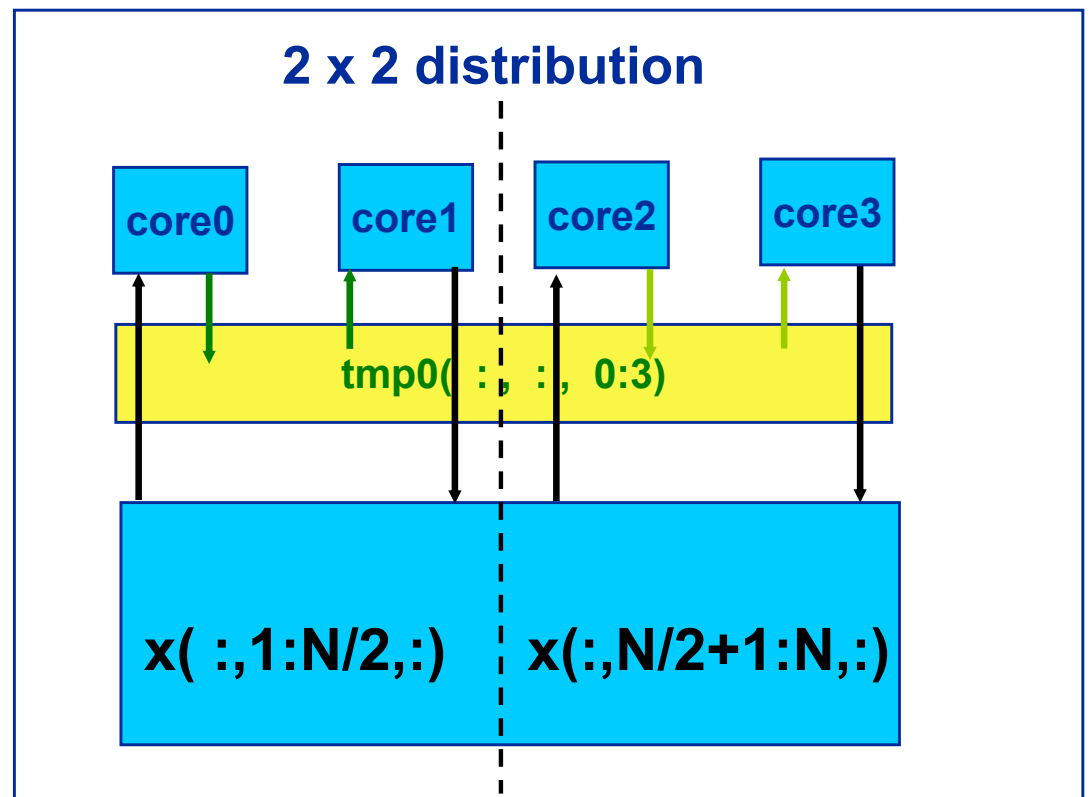 2 x 2 distribution
core0 core1 core2 core3
tmp0( : , : , 0:3)
x( :,1:N/2,:) x(:,N/2+1:N,:)